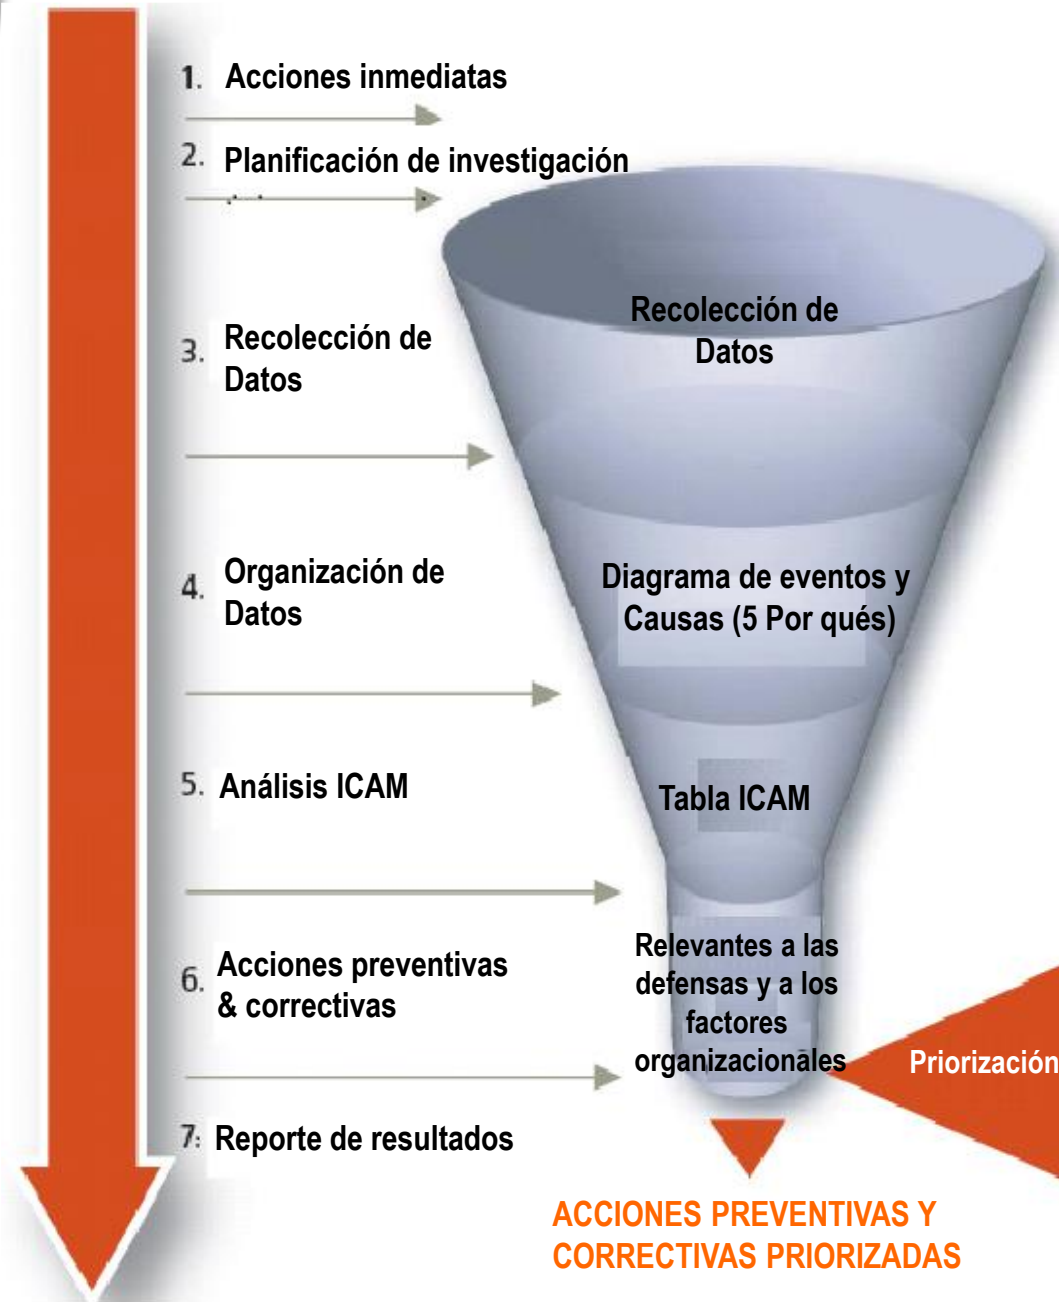 1. Acciones inmediatas
2. Planificación de investigación
3. Recolección de
Datos
4. Organización de
Datos
5. Análisis ICAM
6. Acciones preventivas
& correctivas
7. Reporte de resultados
Recolección de
Datos
Diagrama de eventos y
Causas (5 Por qués)
Tabla ICAM
Relevantes a las
defensas y a los
factores
organizacionales
Priorización
ACCIONES PREVENTIVAS Y
CORRECTIVAS PRIORIZADAS